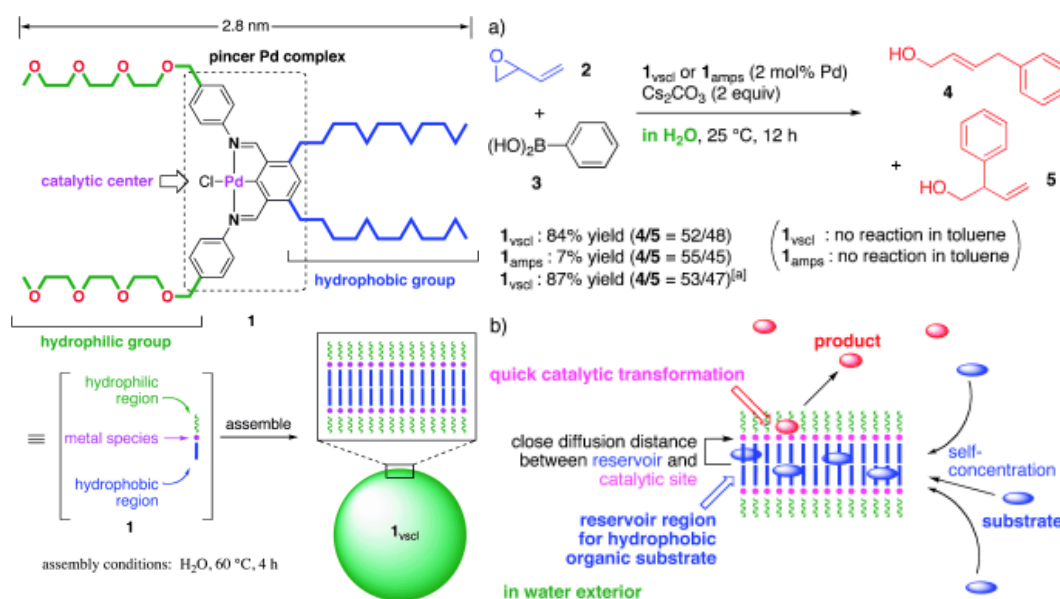 2.8 nm
pincer Pd complex
O O O O
N
catalytic center
Cl Pd
N
hydrophobic group
O O O O
1
hydrophilic group
hydrophilic
region
metal species
hydrophobic
region
1
≡
assemble
1vscl
assembly conditions: H2O, 60 °C, 4 h
a)
O
2
+
(HO)2B
3
1vscl or 1amps (2 mol% Pd)
Cs2CO3 (2 equiv)
in H2O, 25 °C, 12 h
HO
4
+
HO
5
1vscl : 84% yield (4/5 = 52/48)
1amps : 7% yield (4/5 = 55/45)
1vscl : 87% yield (4/5 = 53/47)[a]
(1vscl : no reaction in toluene
1amps : no reaction in toluene)
b)
product
quick catalytic transformation
close diffusion distance
between reservoir and
catalytic site
self-
concentration
substrate
reservoir region
for hydrophobic
organic substrate
in water exterior